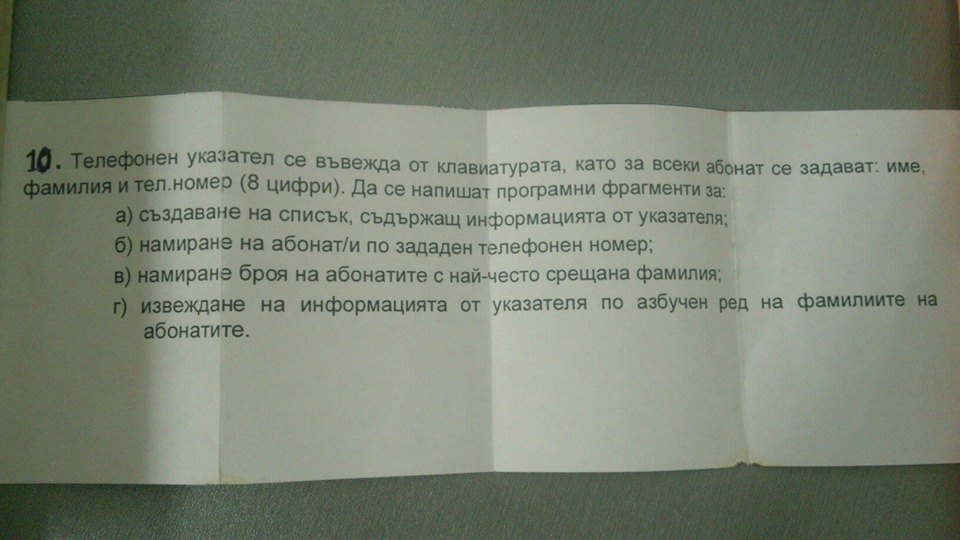 10. Телефонен указател се въвежда от клавиатурата, като за всеки абонат се задават: име,
фамилия и тел.номер (8 цифри). Да се напишат програмни фрагменти за:
а) създаване на списък, съдържащ информацията от указателя;
б) намиране на абонат/и по зададен телефонен номер;
в) намиране броя на абонатите с най-често срещана фамилия;
г) извеждане на информацията от указателя по азбучен ред на фамилиите на
абонатите.